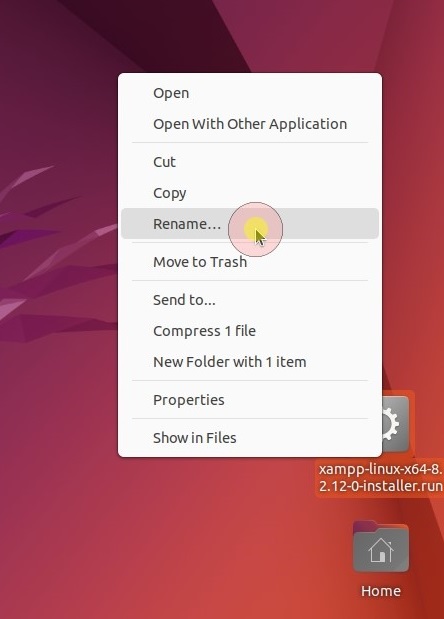 Open
Open With Other Application
Cut
Copy
Rename...
Move to Trash
Send to...
Compress 1 file
New Folder with 1 item
Properties
Show in Files
xampp-linux-x64-8.
2.12-0-installer.run
Home